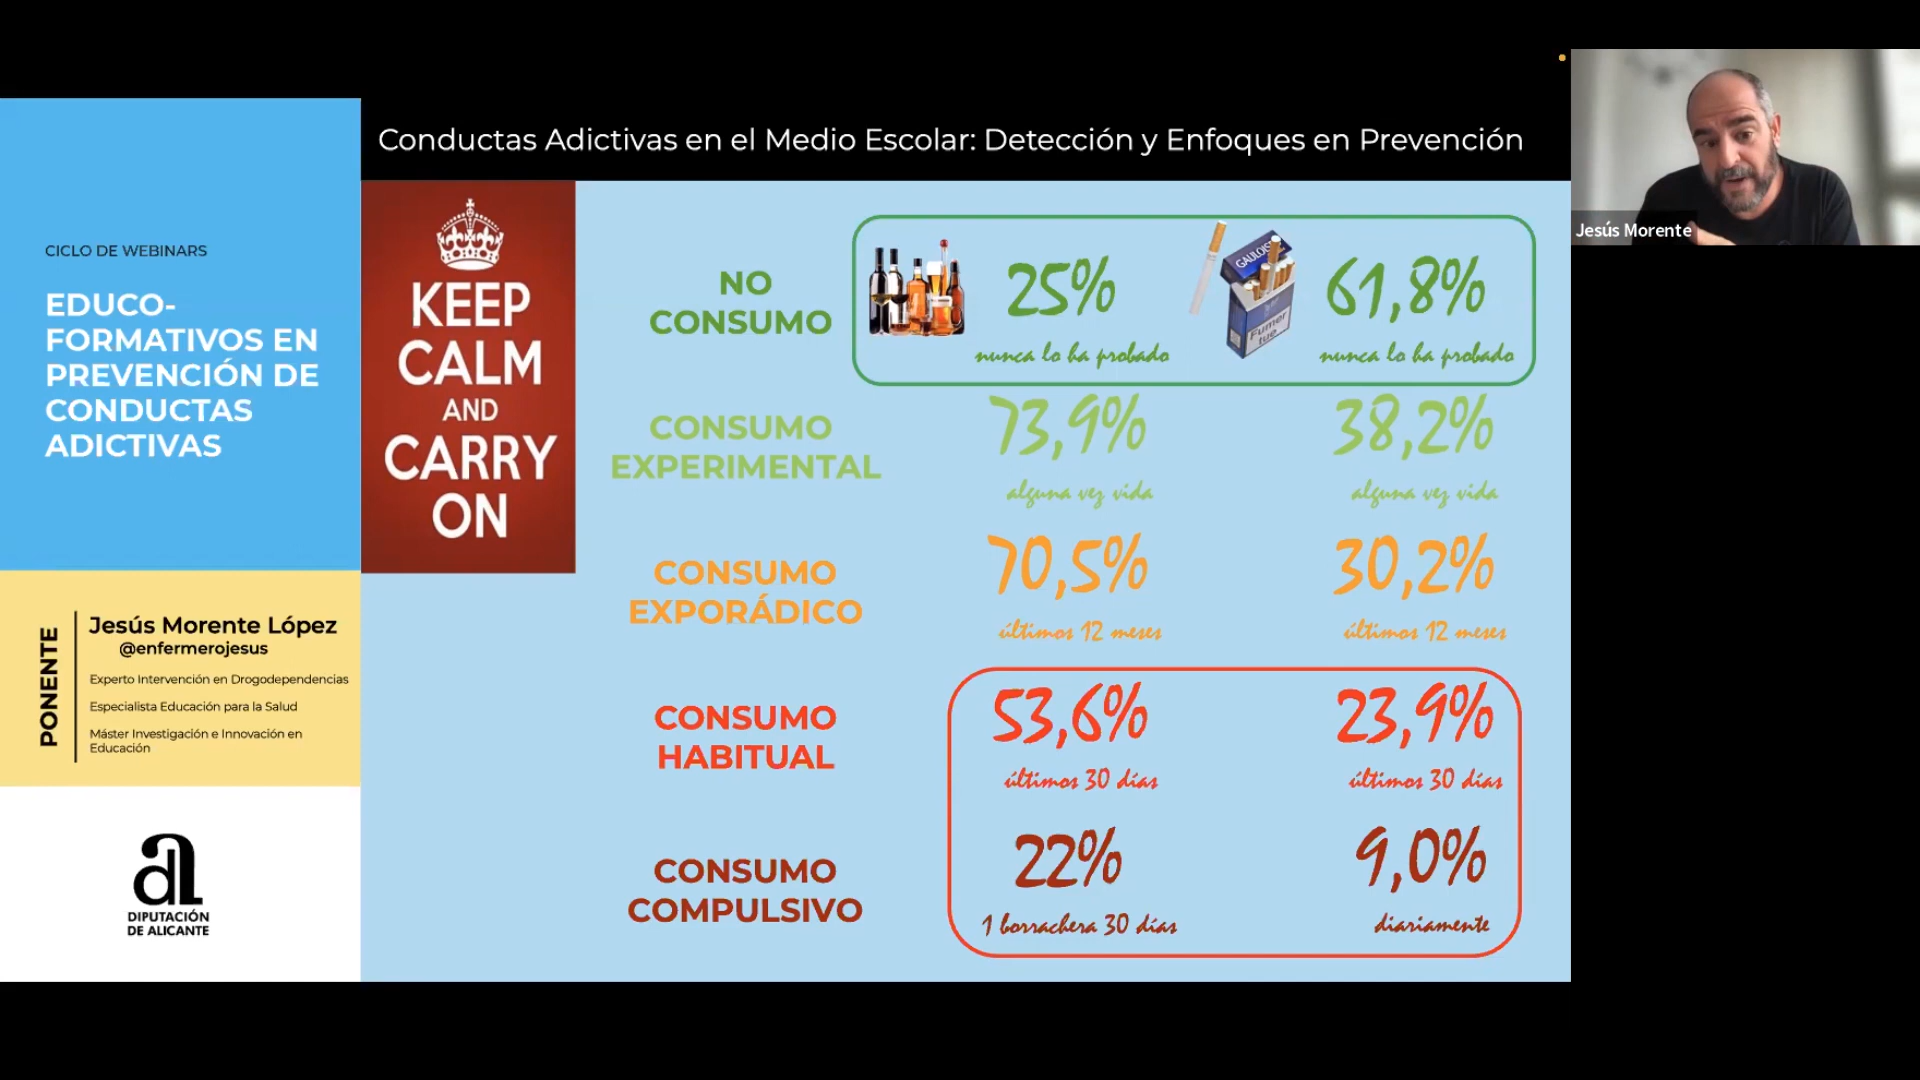 Conductas Adictivas en el Medio Escolar: Detección y Enfoques en Prevención
CICLO DE WEBINARS
EDUCO-
FORMATIVOS EN
PREVENCIÓN DE
CONDUCTAS
ADICTIVAS
PONENTE
Jesús Morente López
@enfermerojesus
Experto Intervención en Drogodependencias
Especialista Educación para la Salud
Máster Investigación e Innovación en
Educación
DIPUTACIÓN
DE ALICANTE
KEEP
CALM
AND
CARRY
ON
NO
CONSUMO
25%
nunca lo ha probado
GAULOISES
Fumer
tue
61,8%
nunca lo ha probado
CONSUMO
EXPERIMENTAL
73,9%
alguna vez vida
38,2%
alguna vez vida
CONSUMO
EXPORÁDICO
70,5%
últimos 12 meses
30,2%
últimos 12 meses
CONSUMO
HABITUAL
53,6%
últimos 30 días
23,9%
últimos 30 días
CONSUMO
COMPULSIVO
22%
1 borrachera 30 días
9,0%
diariamente
Jesús Morente